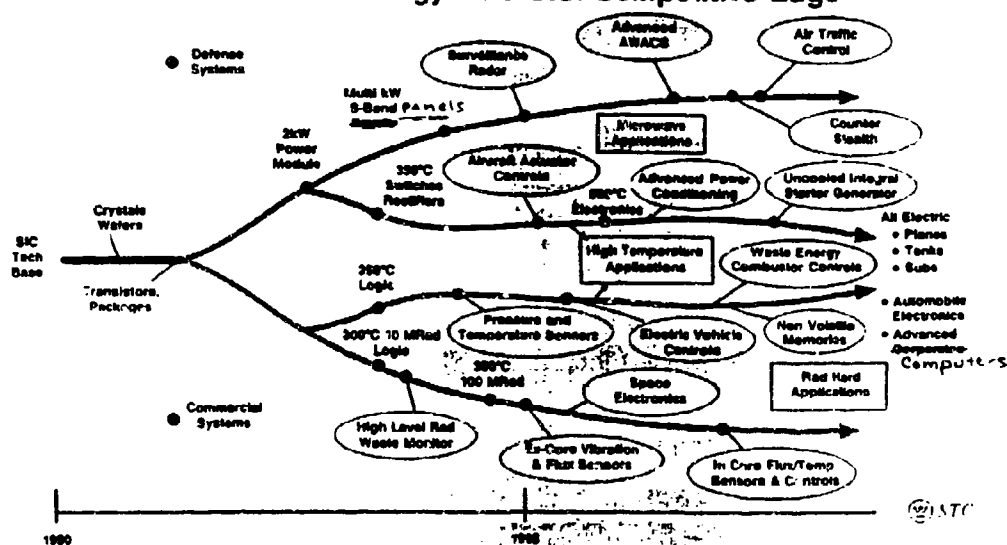 Competitive Edge
Defense
Systems
Surveillance
Radar
Advanced
AWACS
Air Traffic
Control
Multi kW
S-Band Panels
2kW
Power
Module
Microwave
Applications
Counter
Stealth
350°C
Switches
Rectifiers
Aircraft Actuator
Controls
Electronics
Advanced Power
Conditioning
Uncooled Integral
Starter Generator
Crystals
Wafers
SiC
Tech
Base
Transistors,
Packages
All Electric
• Planes
• Tanks
• Subs
High Temperature
Applications
Waste Energy
Combustor Controls
350°C
Logic
Pressure and
Temperature Sensors
Electric Vehicle
Controls
Non Volatile
Memories
• Automobile
Electronics
• Advanced
Computers
300°C 10 MRad
Logic
100 MRad
Space
Electronics
Rad Hard
Applications
Commercial
Systems
High Level Rad
Waste Monitor
Ex-Core Vibration
& Flux Sensors
In Core Flux/Temp
Sensors & Controls
STC
1990